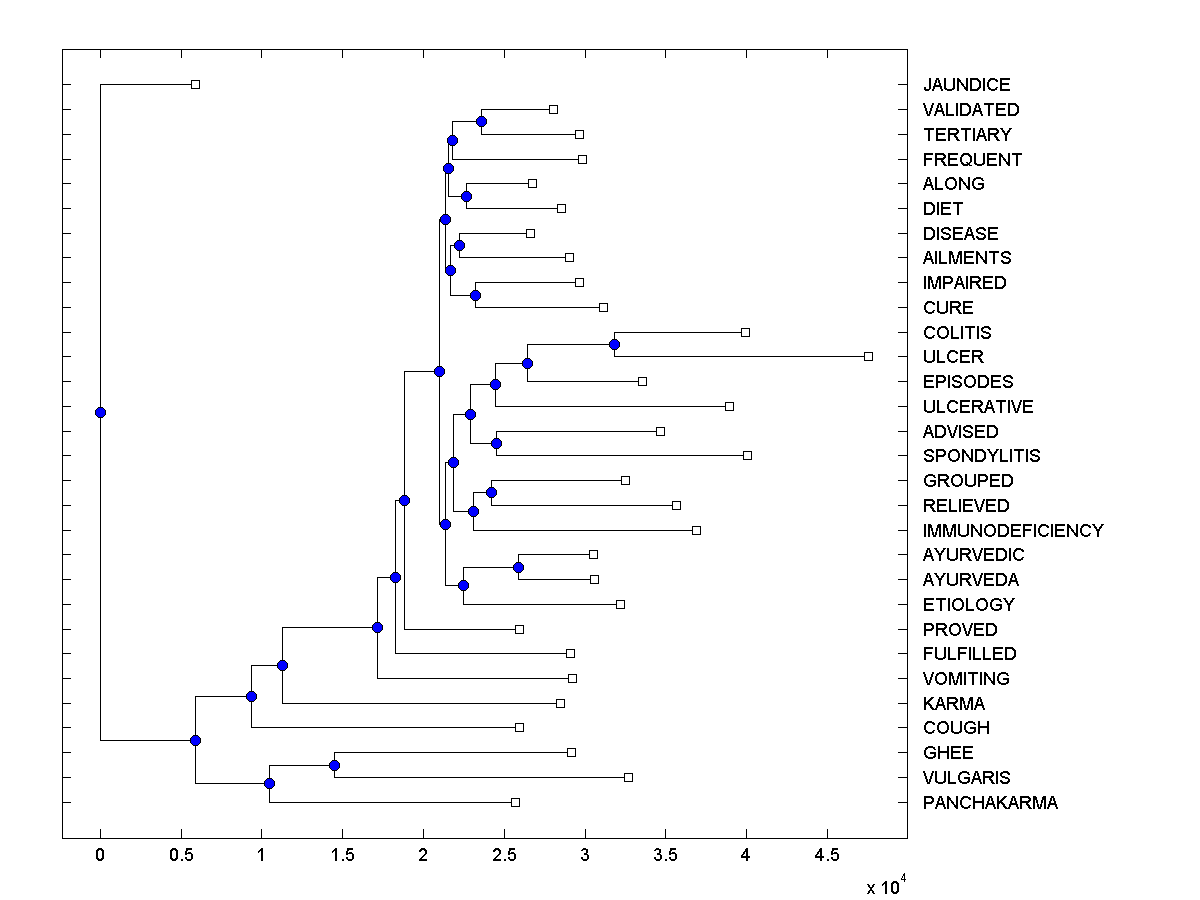 JAUNDICE
VALIDATED
TERTIARY
FREQUENT
ALONG
DIET
DISEASE
AILMENTS
IMPAIRED
CURE
COLITIS
ULCER
EPISODES
ULCERATIVE
ADVISED
SPONDYLITIS
GROUPED
RELIEVED
IMMUNODEFICIENCY
AYURVEDIC
AYURVEDA
ETIOLOGY
PROVED
FULFILLED
VOMITING
KARMA
COUGH
GHEE
VULGARIS
PANCHAKARMA
0 0.5 1 1.5 2 2.5 3 3.5 4 4.5
x 10^4